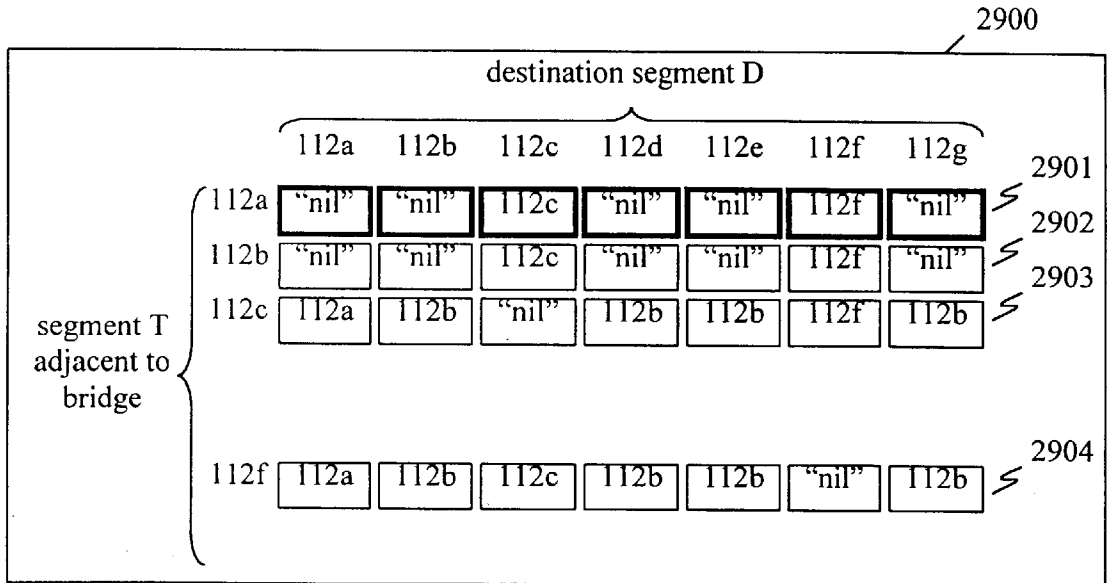 2900
destination segment D
112a 112b 112c 112d 112e 112f 112g
2901
112a “nil” “nil” 112c “nil” “nil” 112f “nil”
2902
112b “nil” “nil” 112c “nil” “nil” 112f “nil”
2903
112c 112a 112b “nil” 112b 112b 112f 112b
segment T
adjacent to
bridge
2904
112f 112a 112b 112c 112b 112b “nil” 112b